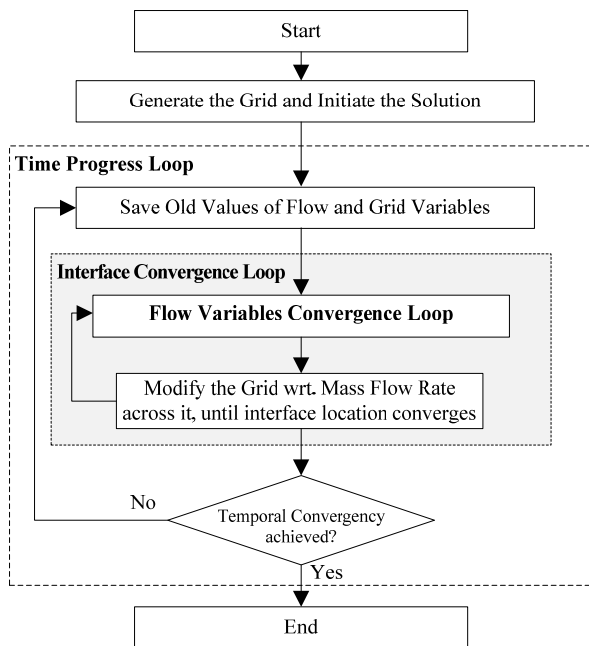 Start
Generate the Grid and Initiate the Solution
Time Progress Loop
Save Old Values of Flow and Grid Variables
Interface Convergence Loop
Flow Variables Convergence Loop
Modify the Grid wrt. Mass Flow Rate
across it, until interface location converges
No
Temporal Convergency
achieved?
Yes
End